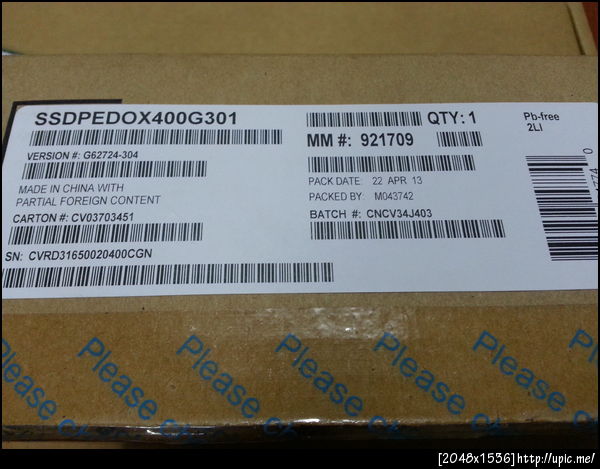 SSDPEDOX400G301
QTY: 1
Pb-free
2LI
MM #: 921709
VERSION #: G62724-304
MADE IN CHINA WITH
PARTIAL FOREIGN CONTENT
PACK DATE: 22 APR 13
PACKED BY: M043742
CARTON #: CV03703451
BATCH #: CNCV34J403
SN: CVRD31650020400CGN
Please
Please
Please
Please
Please
Please
[2048x1536]http://upic.me/